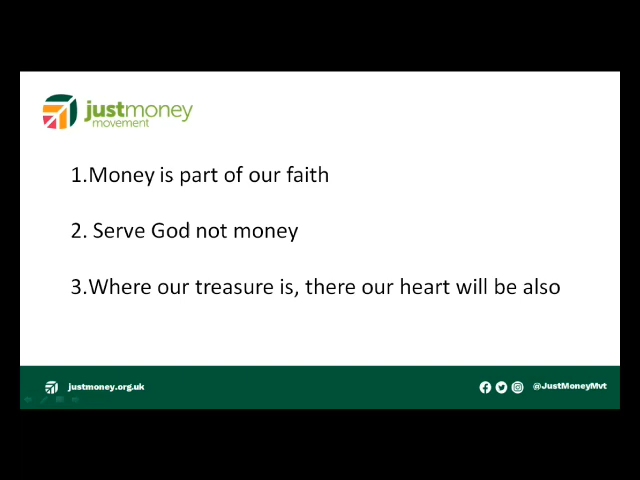 justmoney
movement
1.Money is part of our faith
2. Serve God not money
3.Where our treasure is, there our heart will be also
justmoney.org.uk
@JustMoneyMvt